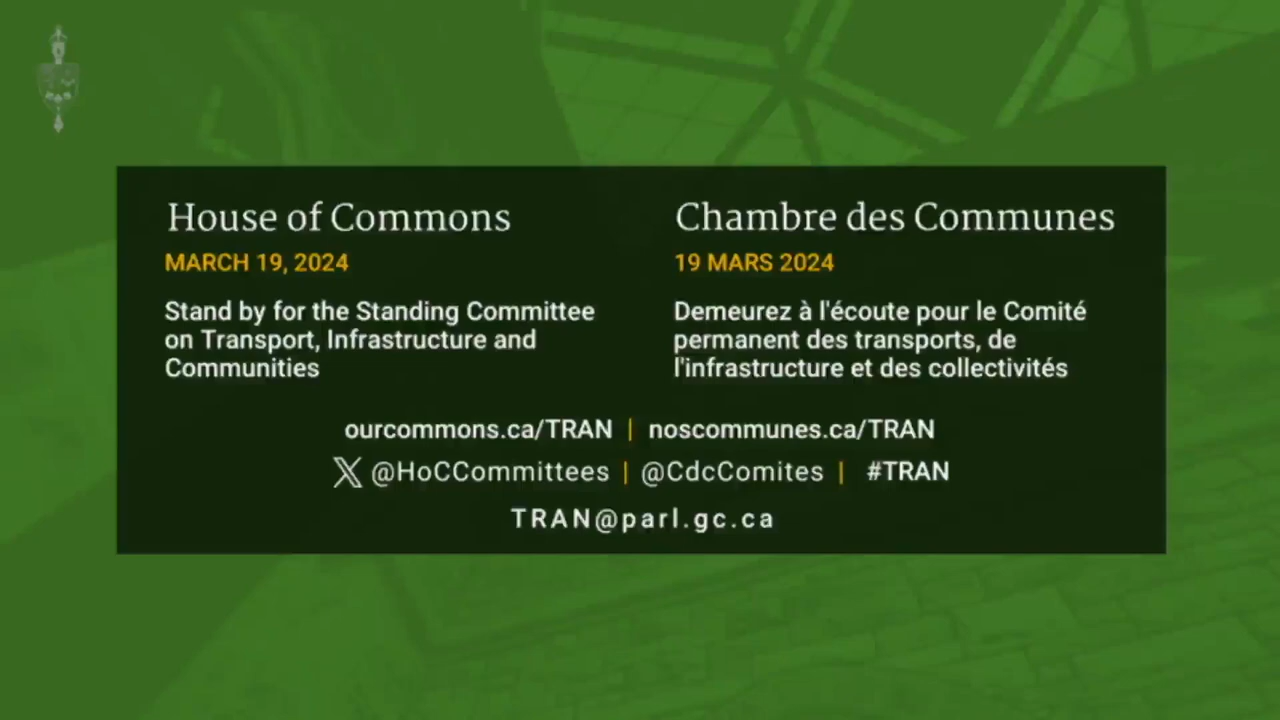 House of Commons
MARCH 19, 2024
Stand by for the Standing Committee
on Transport, Infrastructure and
Communities
Chambre des Communes
19 MARS 2024
Demeurez à l'écoute pour le Comité
permanent des transports, de
l'infrastructure et des collectivités
ourcommons.ca/TRAN | noscommunes.ca/TRAN
X @HoCCommittees | @CdcComites | #TRAN
TRAN@parl.gc.ca